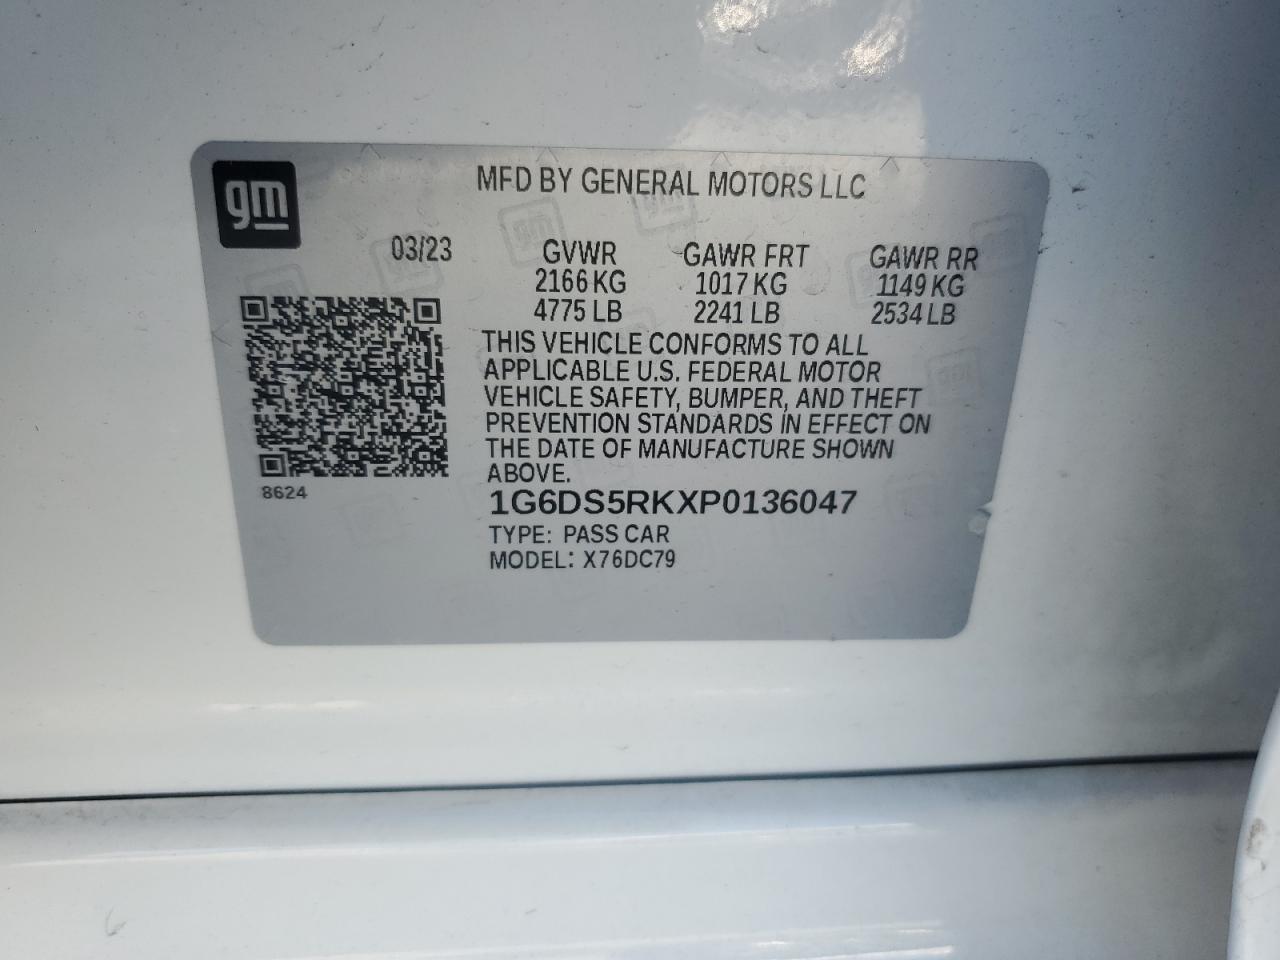 gm
MFD BY GENERAL MOTORS LLC
03/23 GVWR GAWR FRT GAWR RR
2166 KG 1017 KG 1149 KG
4775 LB 2241 LB 2534 LB
THIS VEHICLE CONFORMS TO ALL
APPLICABLE U.S. FEDERAL MOTOR
VEHICLE SAFETY, BUMPER, AND THEFT
PREVENTION STANDARDS IN EFFECT ON
THE DATE OF MANUFACTURE SHOWN
ABOVE.
8624
1G6DS5RKXP0136047
TYPE: PASS CAR
MODEL: X76DC79